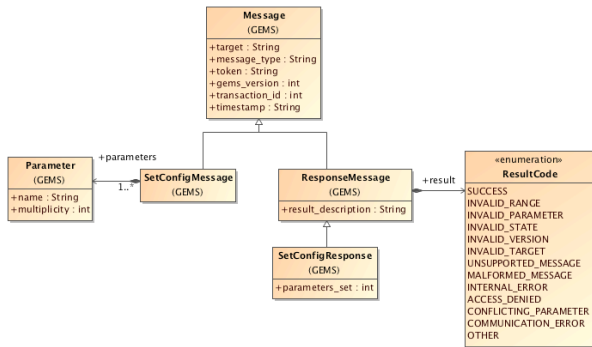 Message
(GEMS)
+target : String
+message_type : String
+token : String
+gems_version : int
+transaction_id : int
+timestamp : String
+parameters
1..*
Parameter
(GEMS)
+name : String
+multiplicity : int
SetConfigMessage
(GEMS)
ResponseMessage
(GEMS)
+result_description : String
+result
SetConfigResponse
(GEMS)
+parameters_set : int
«enumeration»
ResultCode
SUCCESS
INVALID_RANGE
INVALID_PARAMETER
INVALID_STATE
INVALID_VERSION
INVALID_TARGET
UNSUPPORTED_MESSAGE
MALFORMED_MESSAGE
INTERNAL_ERROR
ACCESS_DENIED
CONFLICTING_PARAMETER
COMMUNICATION_ERROR
OTHER